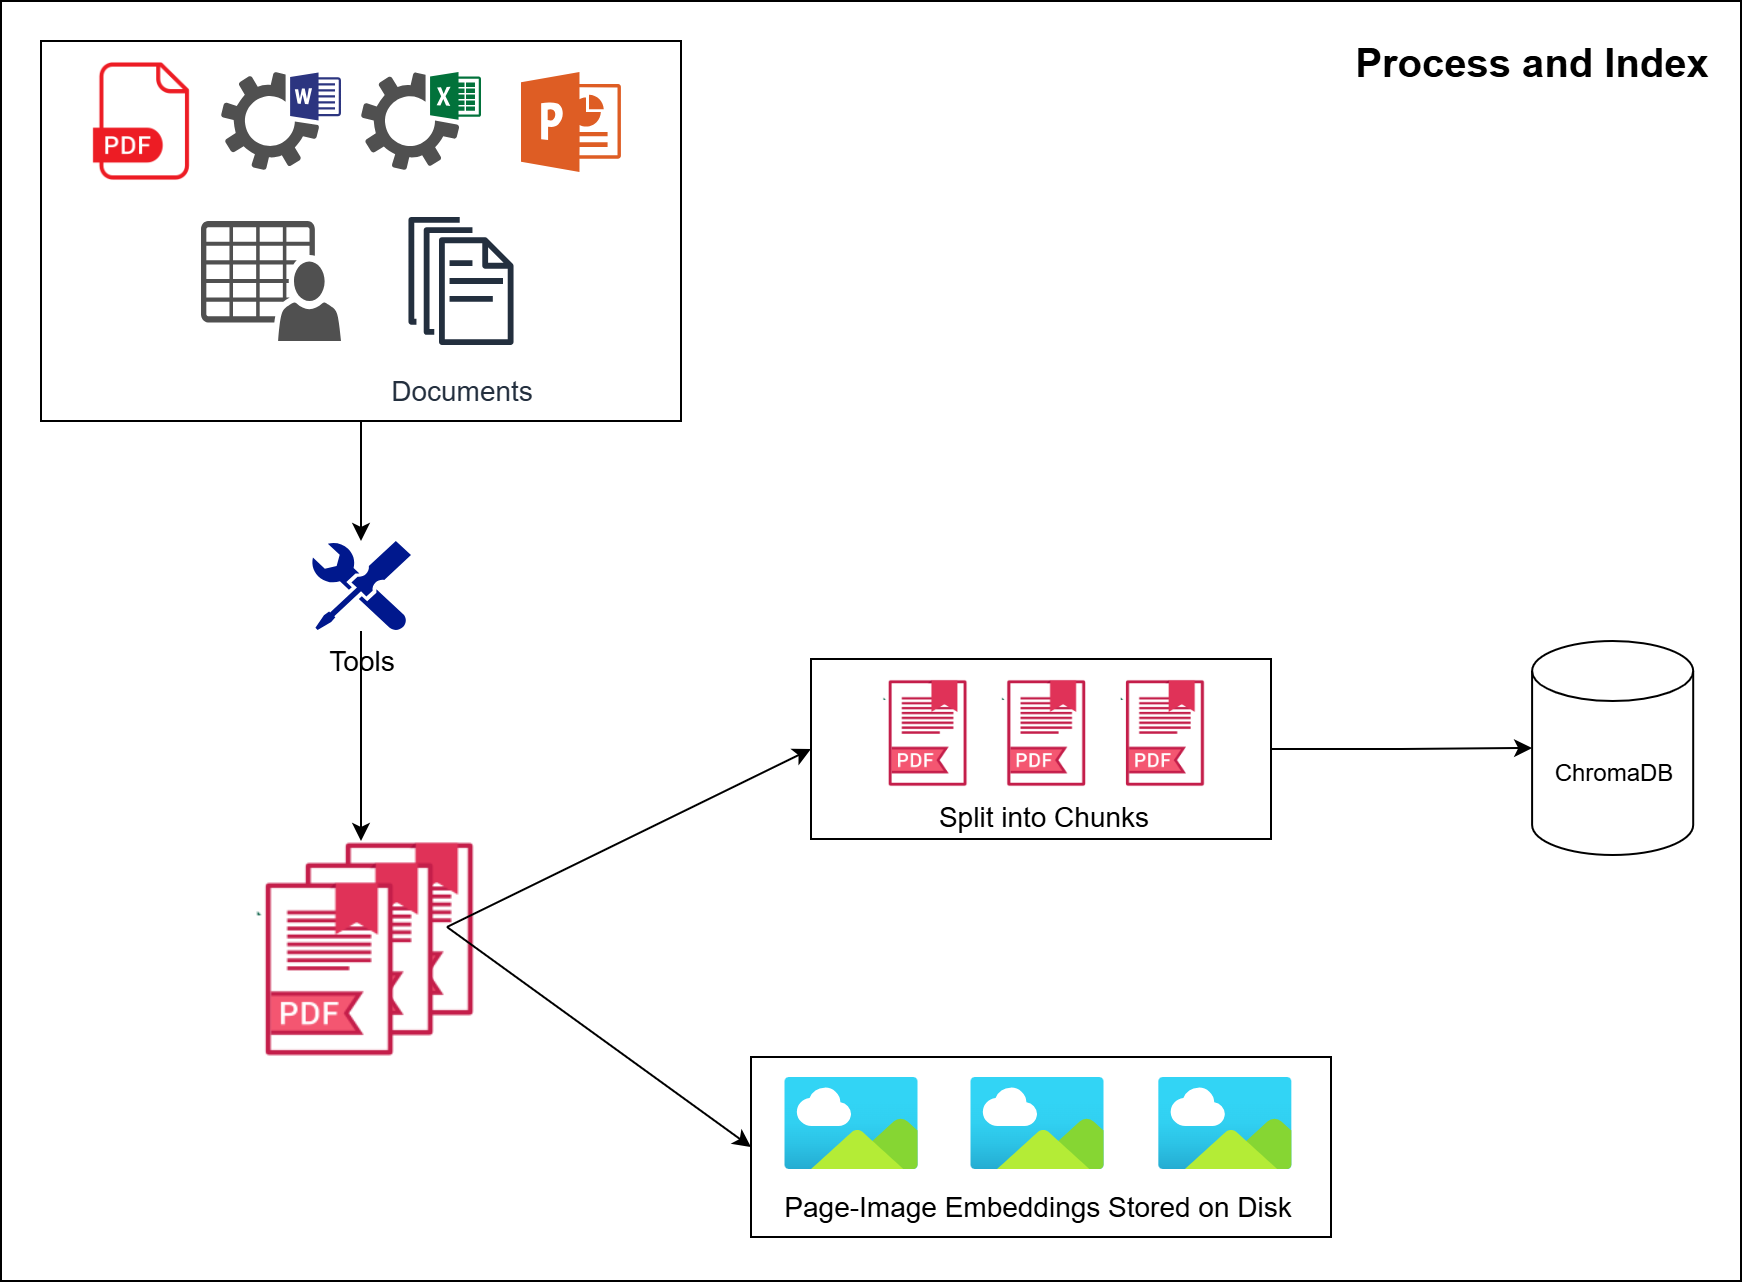 Process and Index
PDF
W
X
P
Documents
Tools
PDF
PDF
PDF
Split into Chunks
ChromaDB
PDF
Page-Image Embeddings Stored on Disk